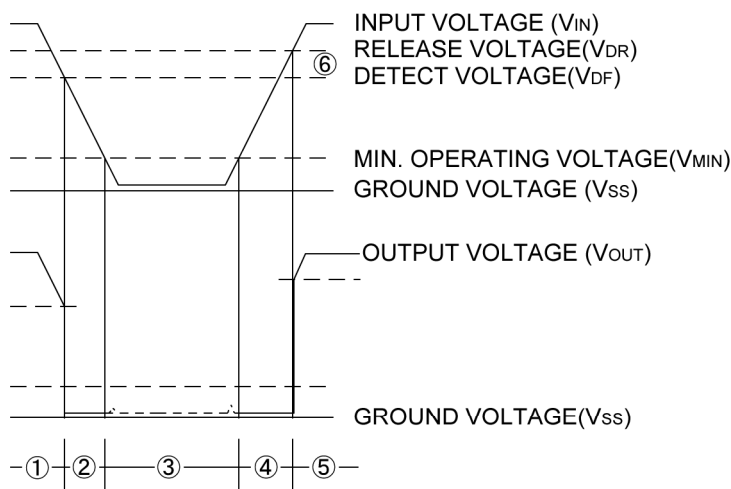 INPUT VOLTAGE (VIN)
RELEASE VOLTAGE(VDR)
⑥
DETECT VOLTAGE(VDF)
MIN. OPERATING VOLTAGE(VMIN)
GROUND VOLTAGE (VSS)
OUTPUT VOLTAGE (VOUT)
GROUND VOLTAGE(VSS)
① ② ③ ④ ⑤